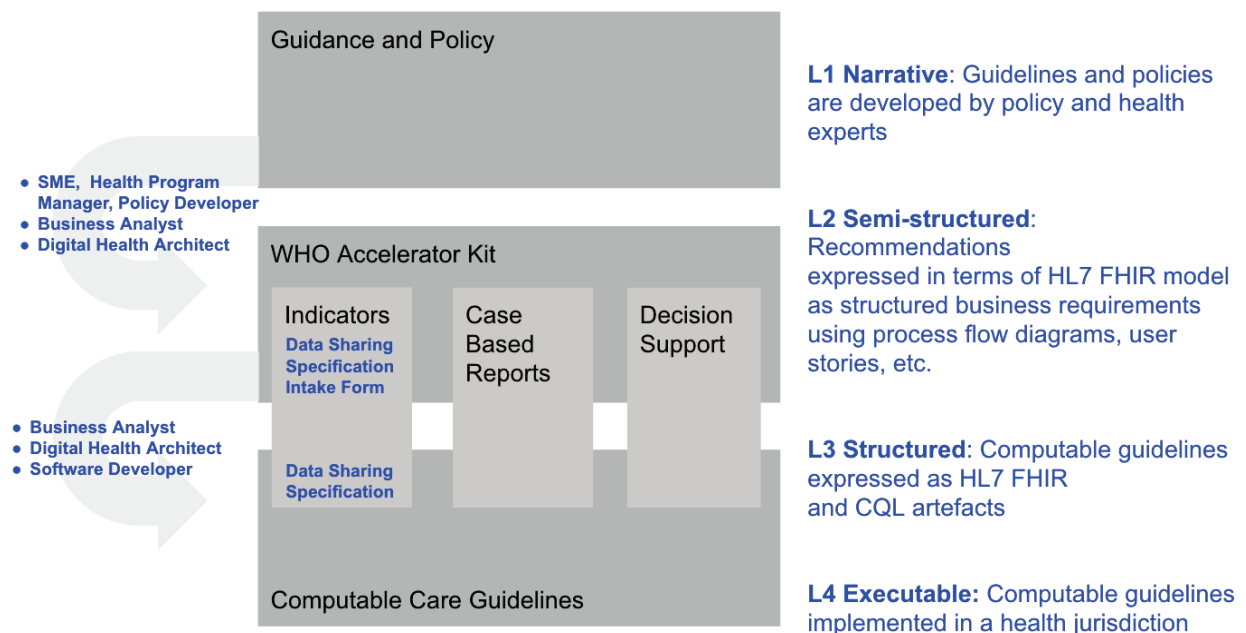 Guidance and Policy
L1 Narrative: Guidelines and policies
are developed by policy and health
experts
● SME, Health Program
Manager, Policy Developer
● Business Analyst
● Digital Health Architect
L2 Semi-structured:
Recommendations
expressed in terms of HL7 FHIR model
as structured business requirements
using process flow diagrams, user
stories, etc.
WHO Accelerator Kit
Indicators
Data Sharing
Specification
Intake Form
Case
Based
Reports
Decision
Support
● Business Analyst
● Digital Health Architect
● Software Developer
Data Sharing
Specification
L3 Structured: Computable guidelines
expressed as HL7 FHIR
and CQL artefacts
Computable Care Guidelines
L4 Executable: Computable guidelines
implemented in a health jurisdiction